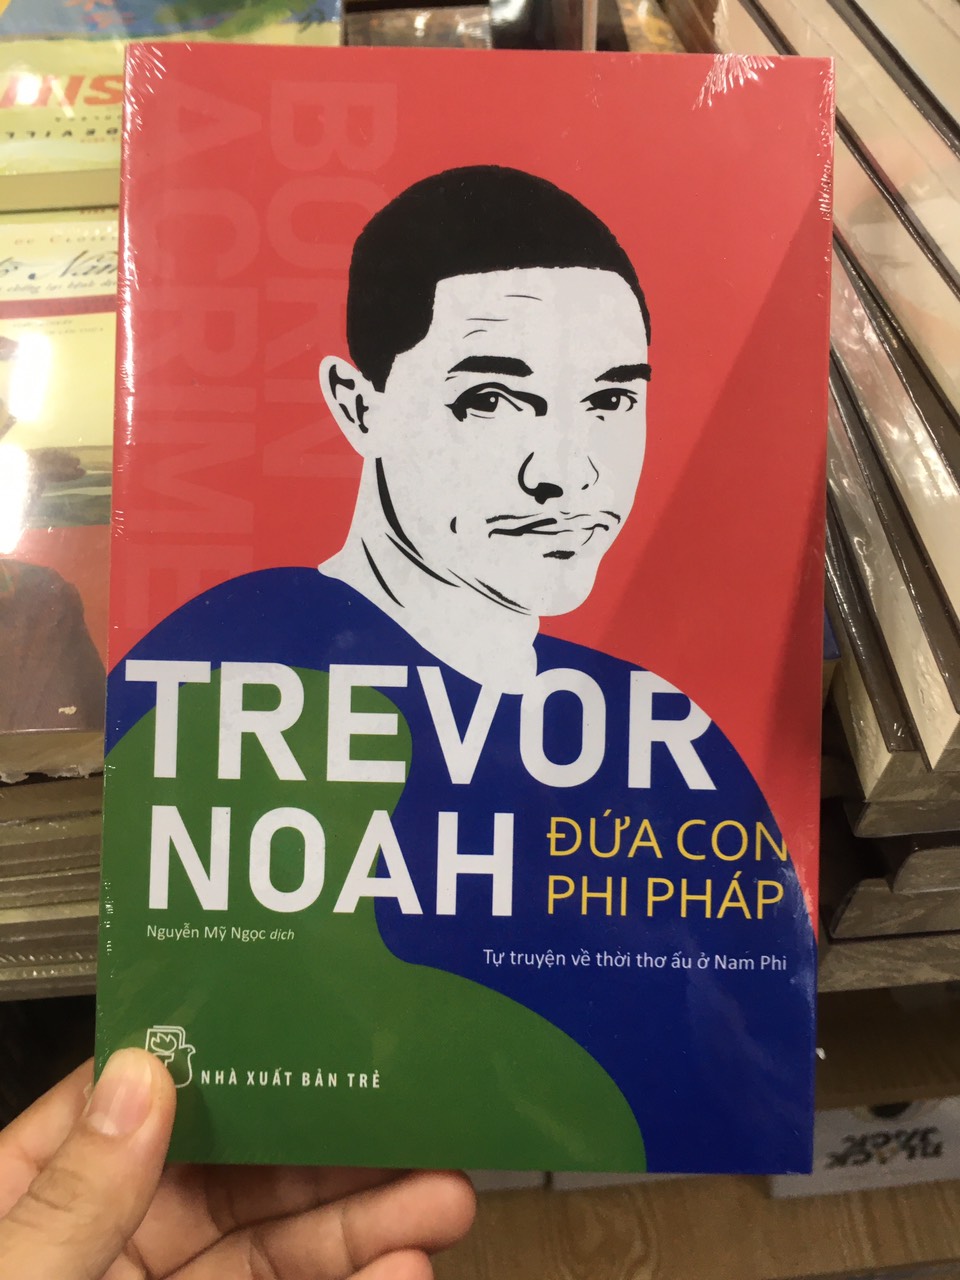 BORN
A CRIME
TREVOR
NOAH
ĐỨA CON
PHI PHÁP
Nguyễn Mỹ Ngọc dịch
Tự truyện về thời thơ ấu ở Nam Phi
NHÀ XUẤT BẢN TRẺ
BLACK